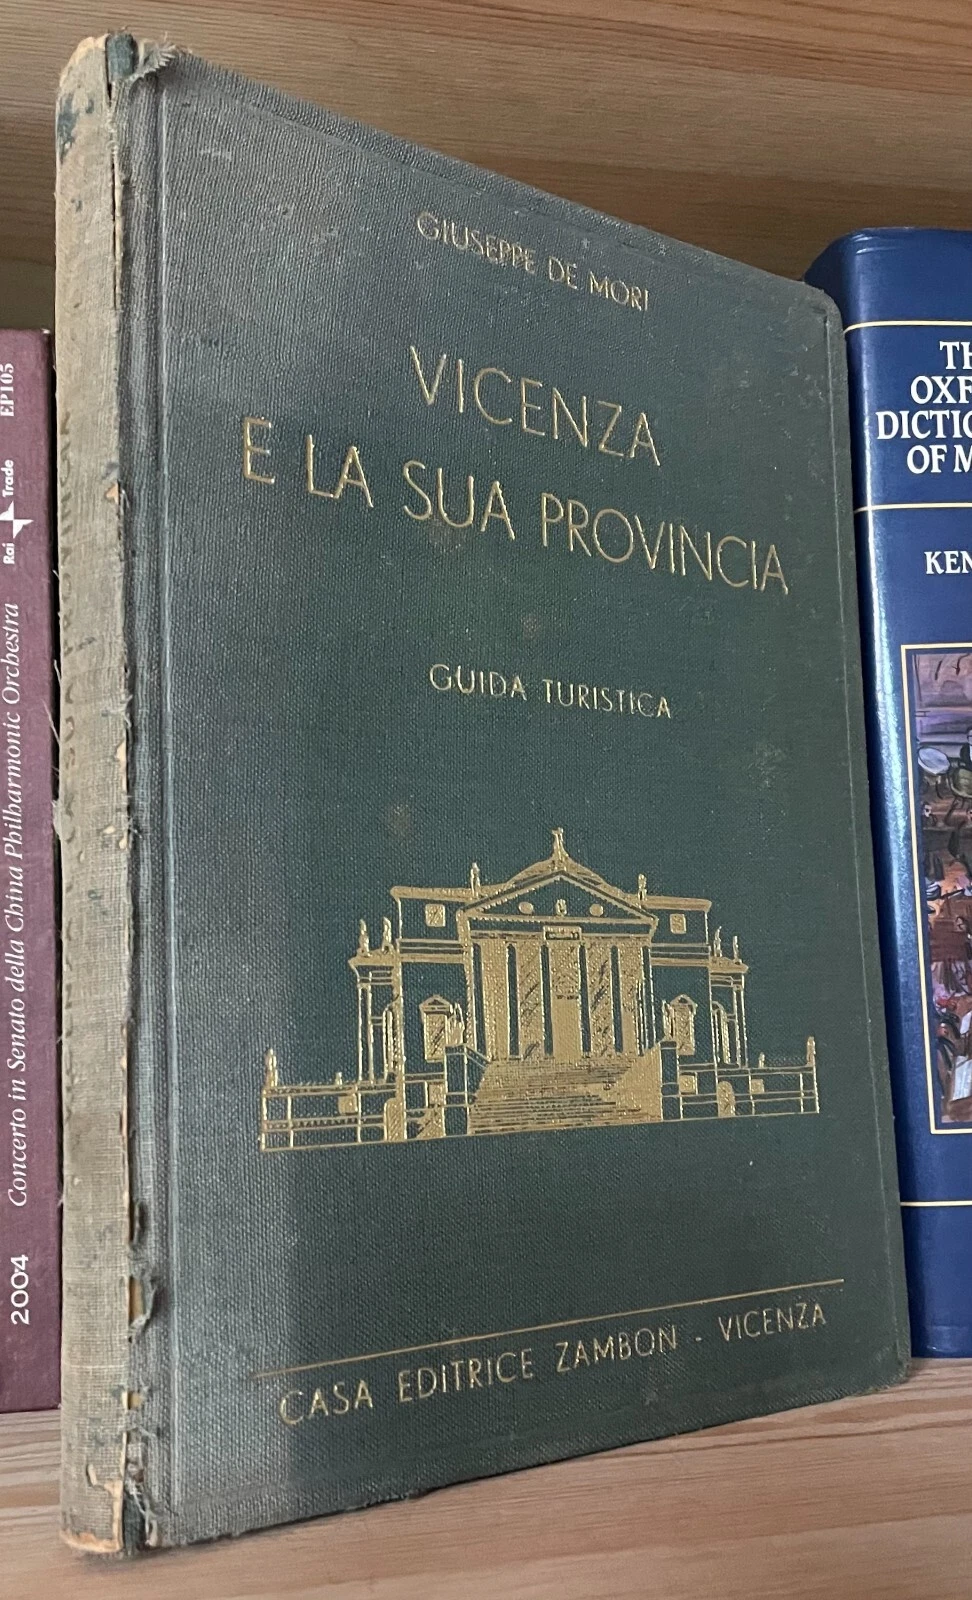 GIUSEPPE DE MORI
VICENZA
E LA SUA PROVINCIA
GUIDA TURISTICA
CASA EDITRICE ZAMBON - VICENZA
2004 Concerto in Senato della China Philharmonic Orchestra Rai Trade EP105
TH
OXF
DICTIO
OF M
KEN